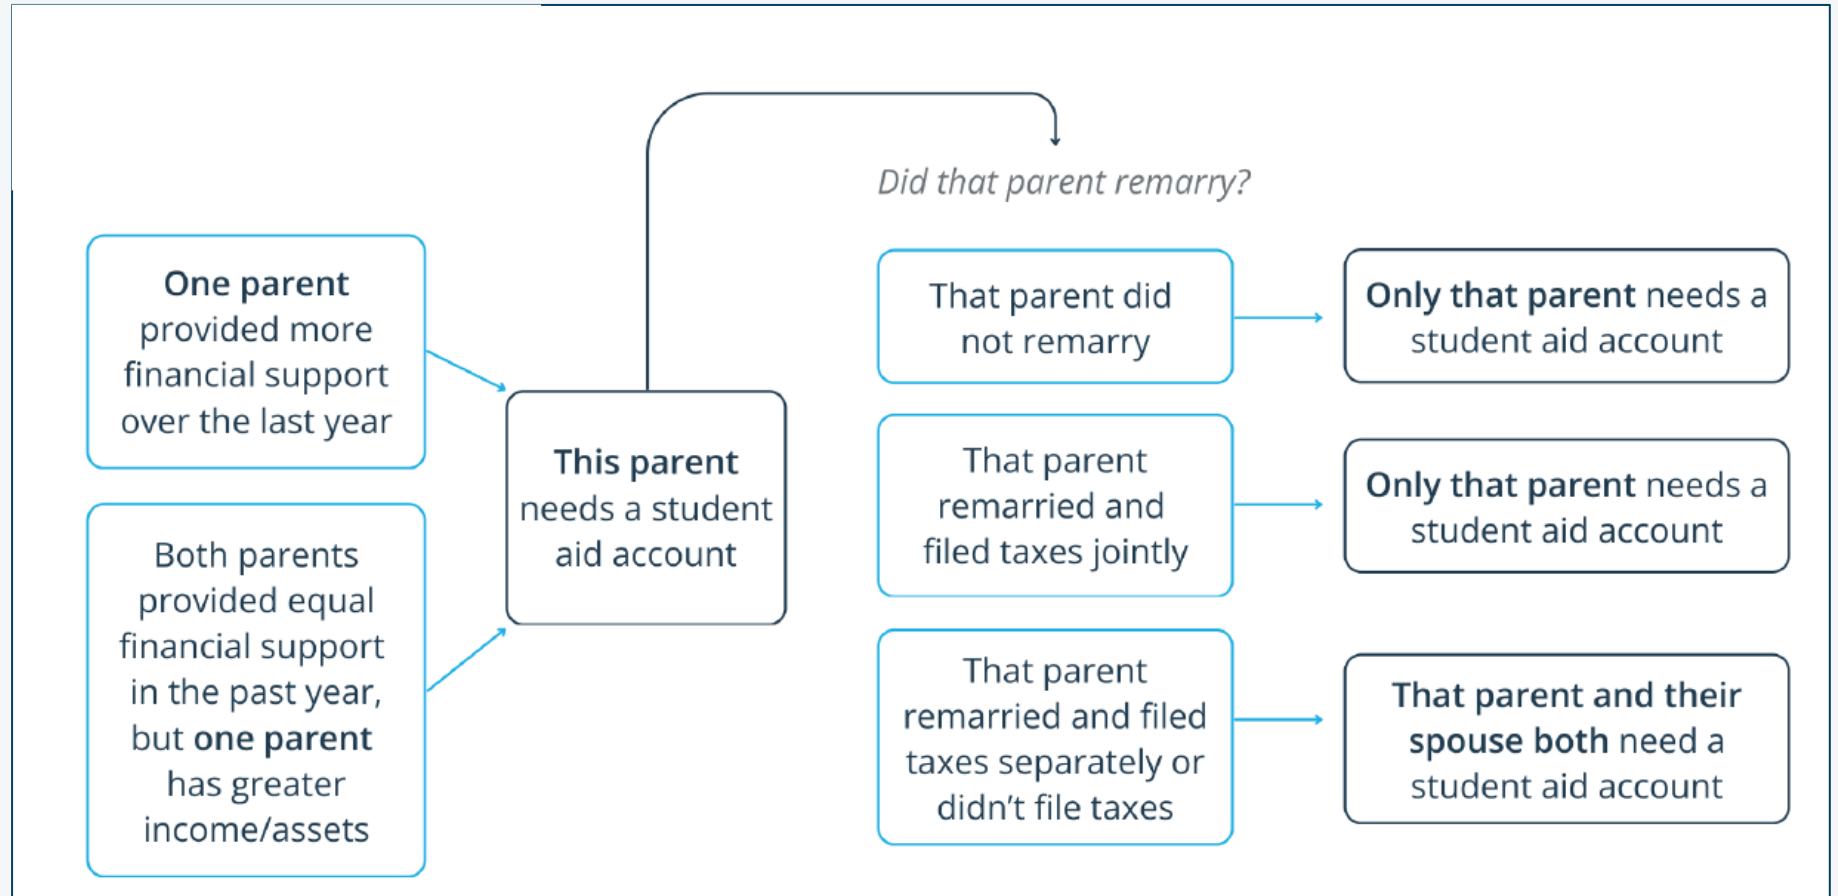 One parent
provided more
financial support
over the last year
Both parents
provided equal
financial support
in the past year,
but one parent
has greater
income/assets
This parent
needs a student
aid account
Did that parent remarry?
That parent did
not remarry
Only that parent needs a
student aid account
That parent
remarried and
filed taxes jointly
Only that parent needs a
student aid account
That parent
remarried and filed
taxes separately or
didn’t file taxes
That parent and their
spouse both need a
student aid account